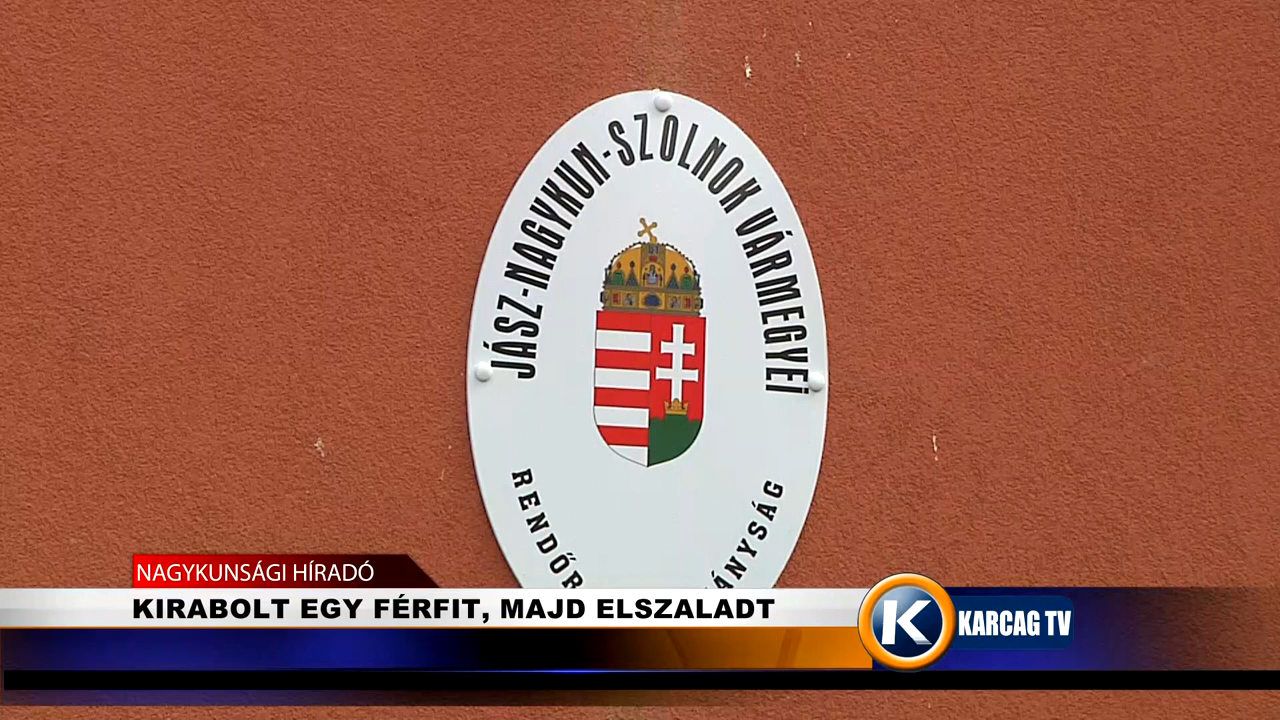 JÁSZ-NAGYKUN-SZOLNOK VÁRMEGYEI
NAGYKUNSÁGI HÍRADÓ
KIRABOLT EGY FÉRFIT, MAJD ELSZALADT
K KARCAG TV